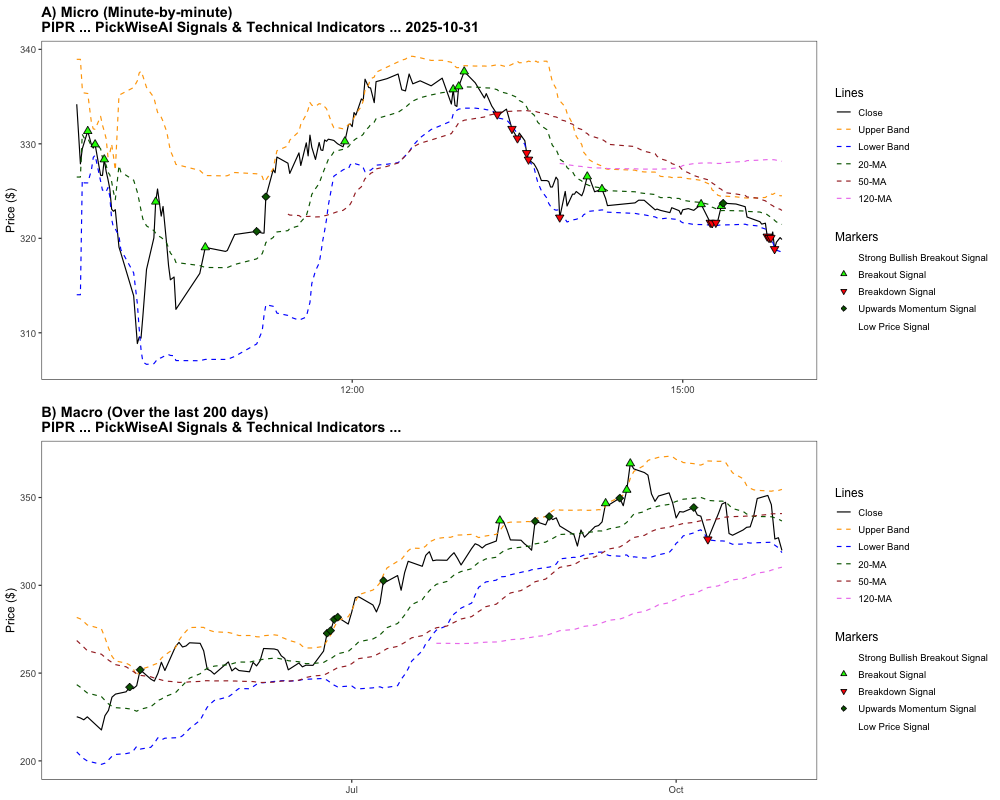 A) Micro (Minute-by-minute)
PIPR ... PickWiseAI Signals & Technical Indicators ... 2025-10-31
340
330
320
310
Price ($)
12:00
15:00
Lines
Close
Upper Band
Lower Band
20-MA
50-MA
120-MA
Markers
Strong Bullish Breakout Signal
Breakout Signal
Breakdown Signal
Upwards Momentum Signal
Low Price Signal
B) Macro (Over the last 200 days)
PIPR ... PickWiseAI Signals & Technical Indicators ...
350
300
250
200
Price ($)
Jul
Oct
Lines
Close
Upper Band
Lower Band
20-MA
50-MA
120-MA
Markers
Strong Bullish Breakout Signal
Breakout Signal
Breakdown Signal
Upwards Momentum Signal
Low Price Signal